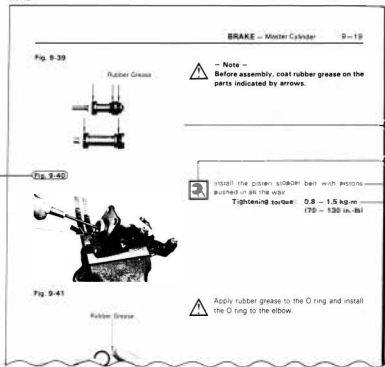 BRAKE — Master Cylinder 9—19
Fig. 9-39
Rubber Grease
— Note —
Before assembly, coat rubber grease on the
parts indicated by arrows.
Fig. 9-40
Install the piston stopper bolt with pistons
pushed in all the way.
Tightening torque: 0.8 — 1.5 kg-m
(70 — 130 in.-lb)
Fig. 9-41
Rubber Grease
Apply rubber grease to the O ring and install
the O ring to the elbow.